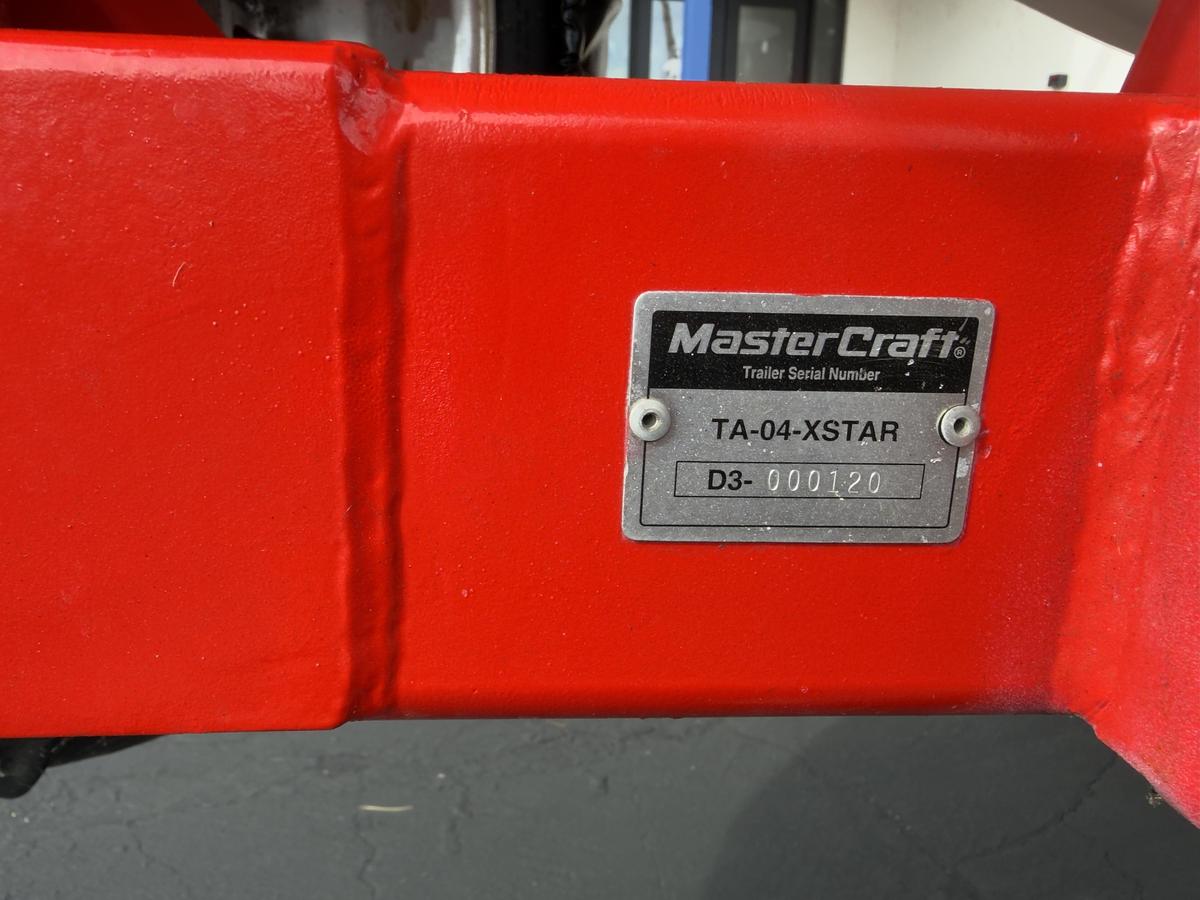 MasterCraft®
Trailer Serial Number
TA-04-XSTAR
D3- 000120